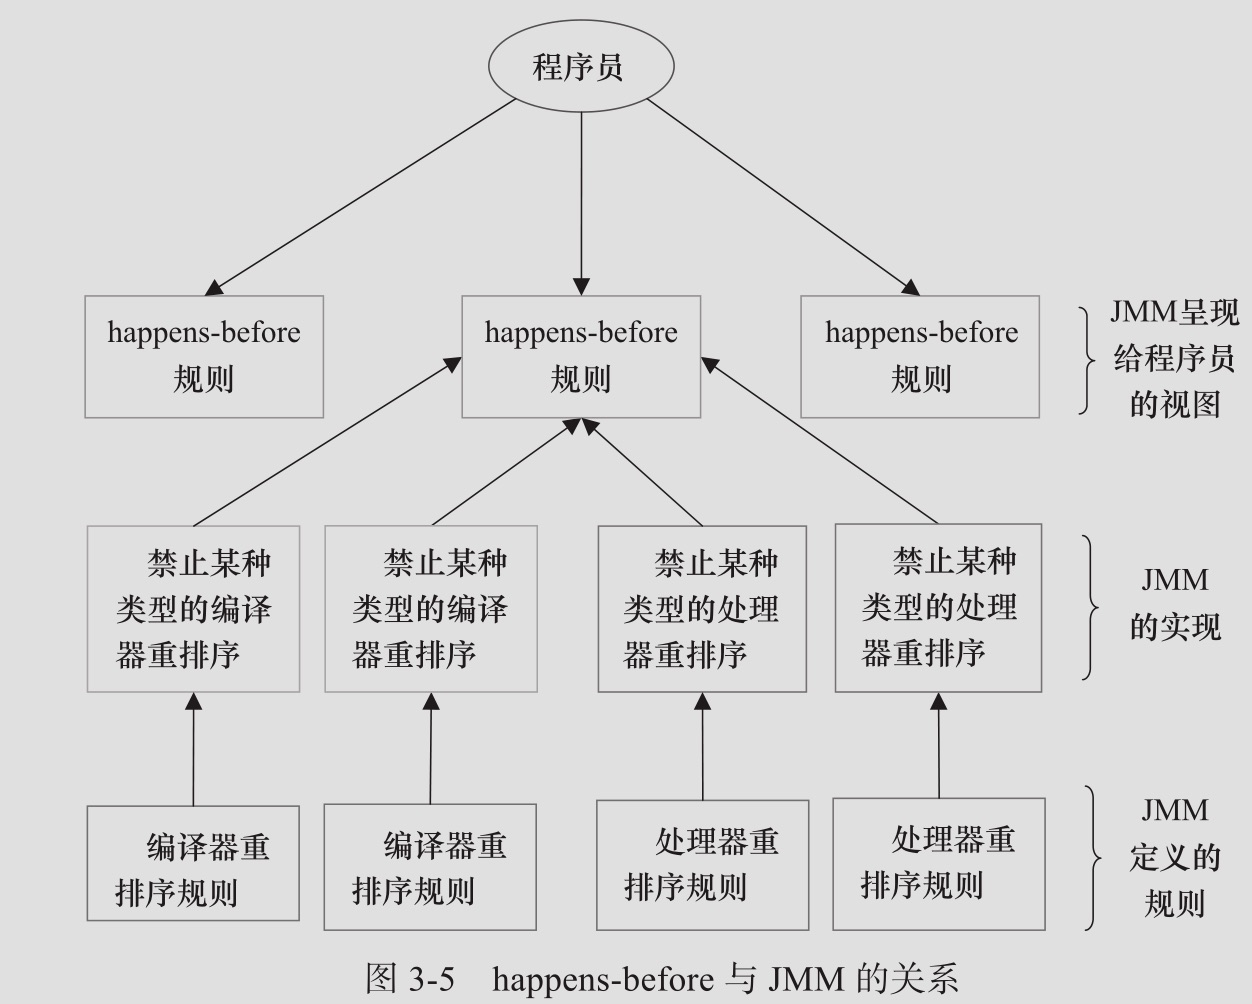 程序员
happens-before
规则
happens-before
规则
happens-before
规则
JMM呈现
给程序员
的视图
禁止某种
类型的编译
器重排序
禁止某种
类型的编译
器重排序
禁止某种
类型的处理
器重排序
禁止某种
类型的处理
器重排序
JMM
的实现
编译器重
排序规则
编译器重
排序规则
处理器重
排序规则
处理器重
排序规则
JMM
定义的
规则
图 3-5 happens-before 与 JMM 的关系